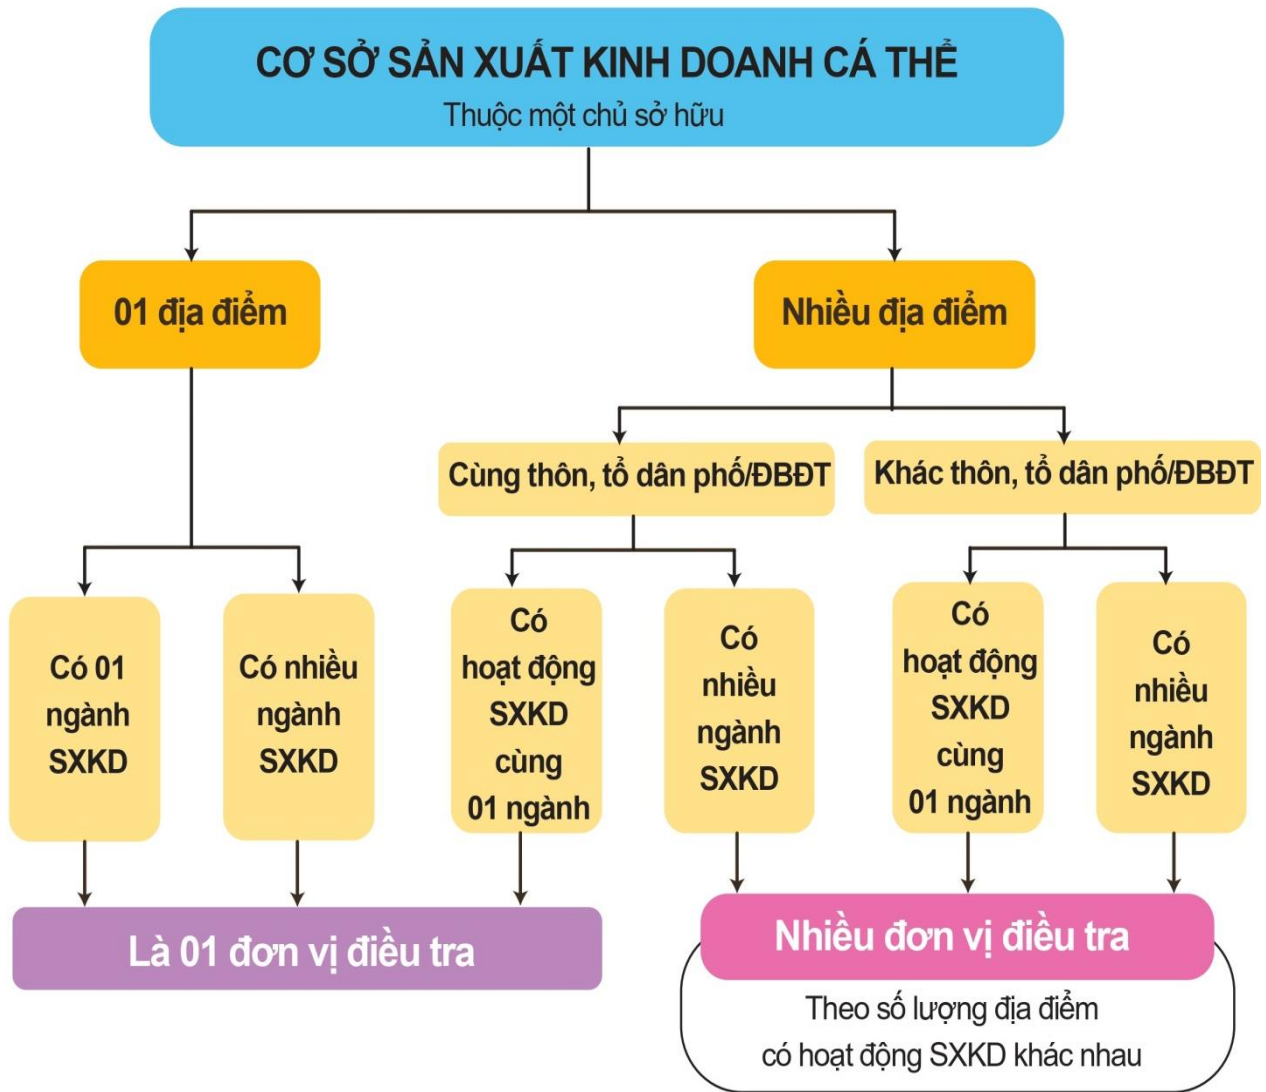 CƠ SỞ SẢN XUẤT KINH DOANH CÁ THỂ
Thuộc một chủ sở hữu
01 địa điểm
Nhiều địa điểm
Cùng thôn, tổ dân phố/ĐBĐT
Khác thôn, tổ dân phố/ĐBĐT
Có 01
ngành
SXKD
Có nhiều
ngành
SXKD
Có
hoạt động
SXKD
cùng
01 ngành
Có
nhiều
ngành
SXKD
Có
hoạt động
SXKD
cùng
01 ngành
Có
nhiều
ngành
SXKD
Là 01 đơn vị điều tra
Nhiều đơn vị điều tra
Theo số lượng địa điểm
có hoạt động SXKD khác nhau